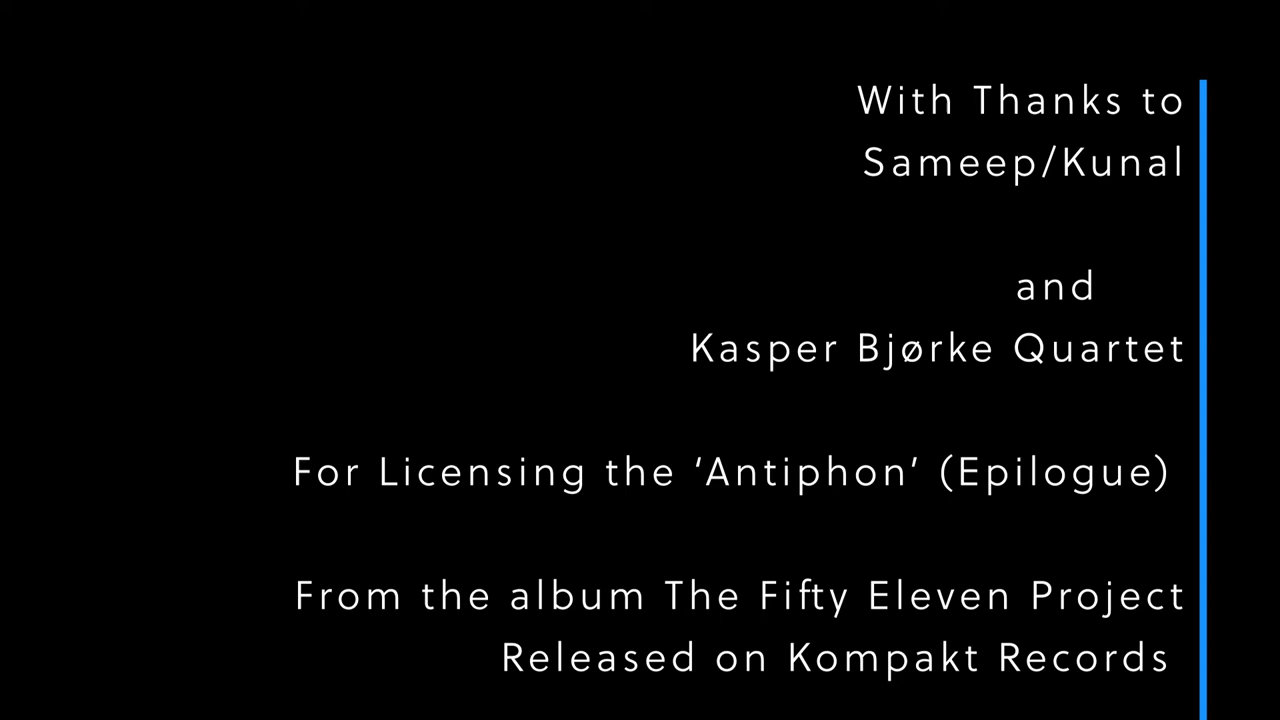 With Thanks to
Sameep/Kunal
and
Kasper Bjørke Quartet
For Licensing the ‘Antiphon’ (Epilogue)
From the album The Fifty Eleven Project
Released on Kompakt Records